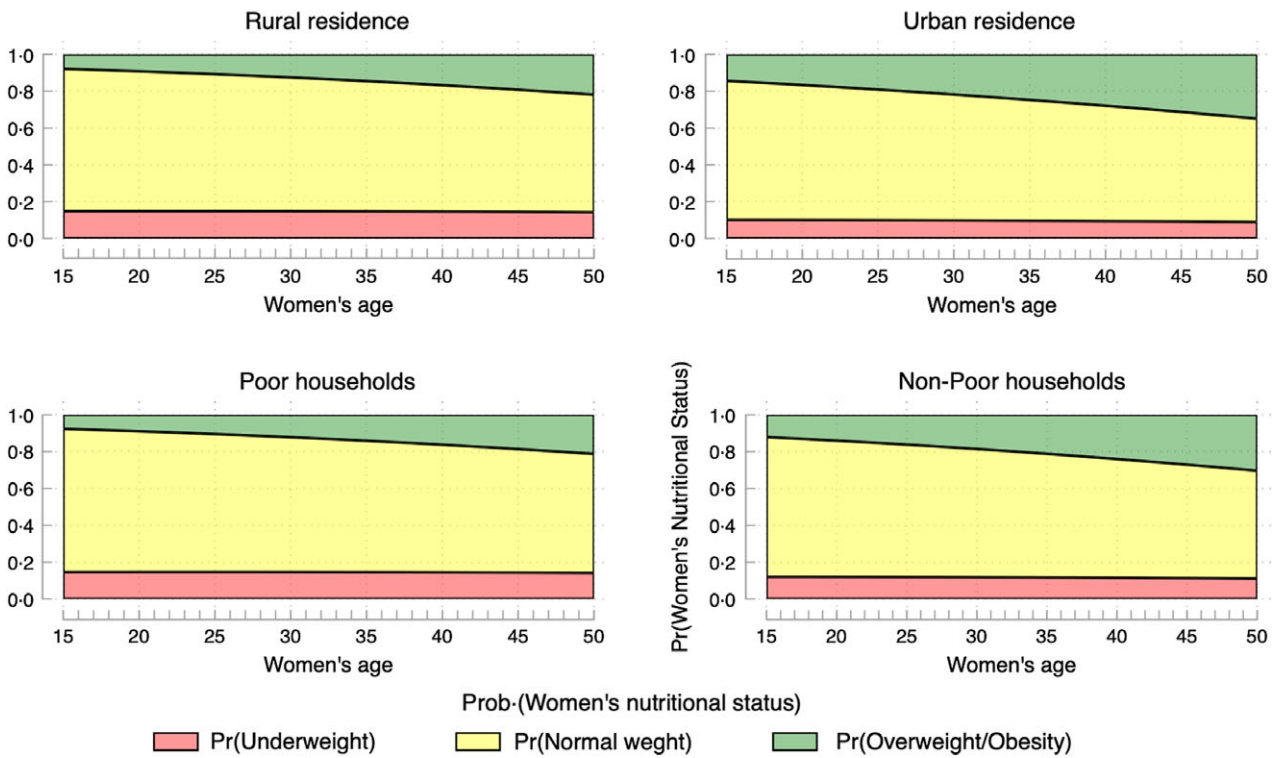 Rural residence
1·0
0·8
0·6
0·4
0·2
0·0
15 20 25 30 35 40 45 50
Women's age
Urban residence
1·0
0·8
0·6
0·4
0·2
0·0
15 20 25 30 35 40 45 50
Women's age
Poor households
1·0
0·8
0·6
0·4
0·2
0·0
15 20 25 30 35 40 45 50
Women's age
Non-Poor households
Pr(Women's Nutritional Status)
1·0
0·8
0·6
0·4
0·2
0·0
15 20 25 30 35 40 45 50
Women's age
Prob·(Women's nutritional status)
Pr(Underweight) Pr(Normal weght) Pr(Overweight/Obesity)